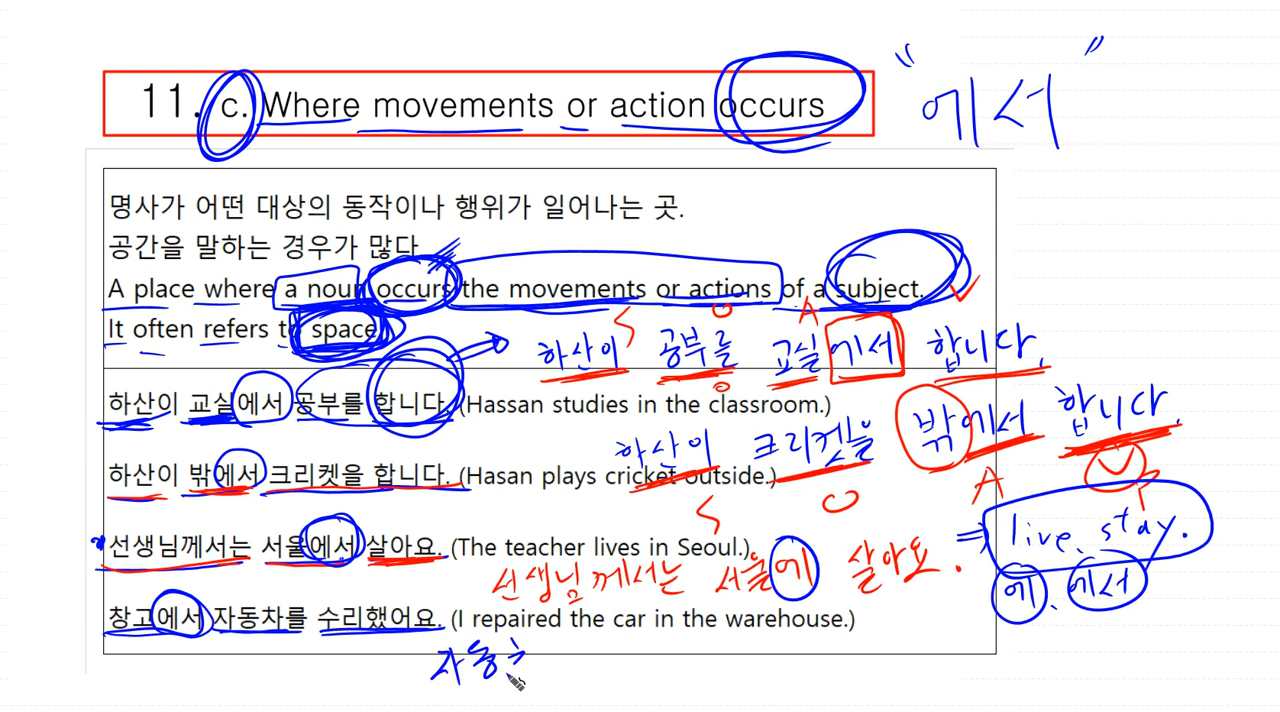 11. c. Where movements or action occurs
" 에서 "
명사가 어떤 대상의 동작이나 행위가 일어나는 곳.
공간을 말하는 경우가 많다
A place where a noun occurs the movements or actions of a subject.
It often refers to space
S O A
하산이 공부를 교실에서 합니다.
하산이 교실에서 공부를 합니다. (Hassan studies in the classroom.)
하산이 크리켓을 밖에서 합니다.
하산이 밖에서 크리켓을 합니다. (Hasan plays cricket outside.)
S O A
⇒ live, stay.
선생님께서는 서울에서 살아요. (The teacher lives in Seoul.)
선생님께서는 서울에 살아요.
에, 에서
창고에서 자동차를 수리했어요. (I repaired the car in the warehouse.)
자동